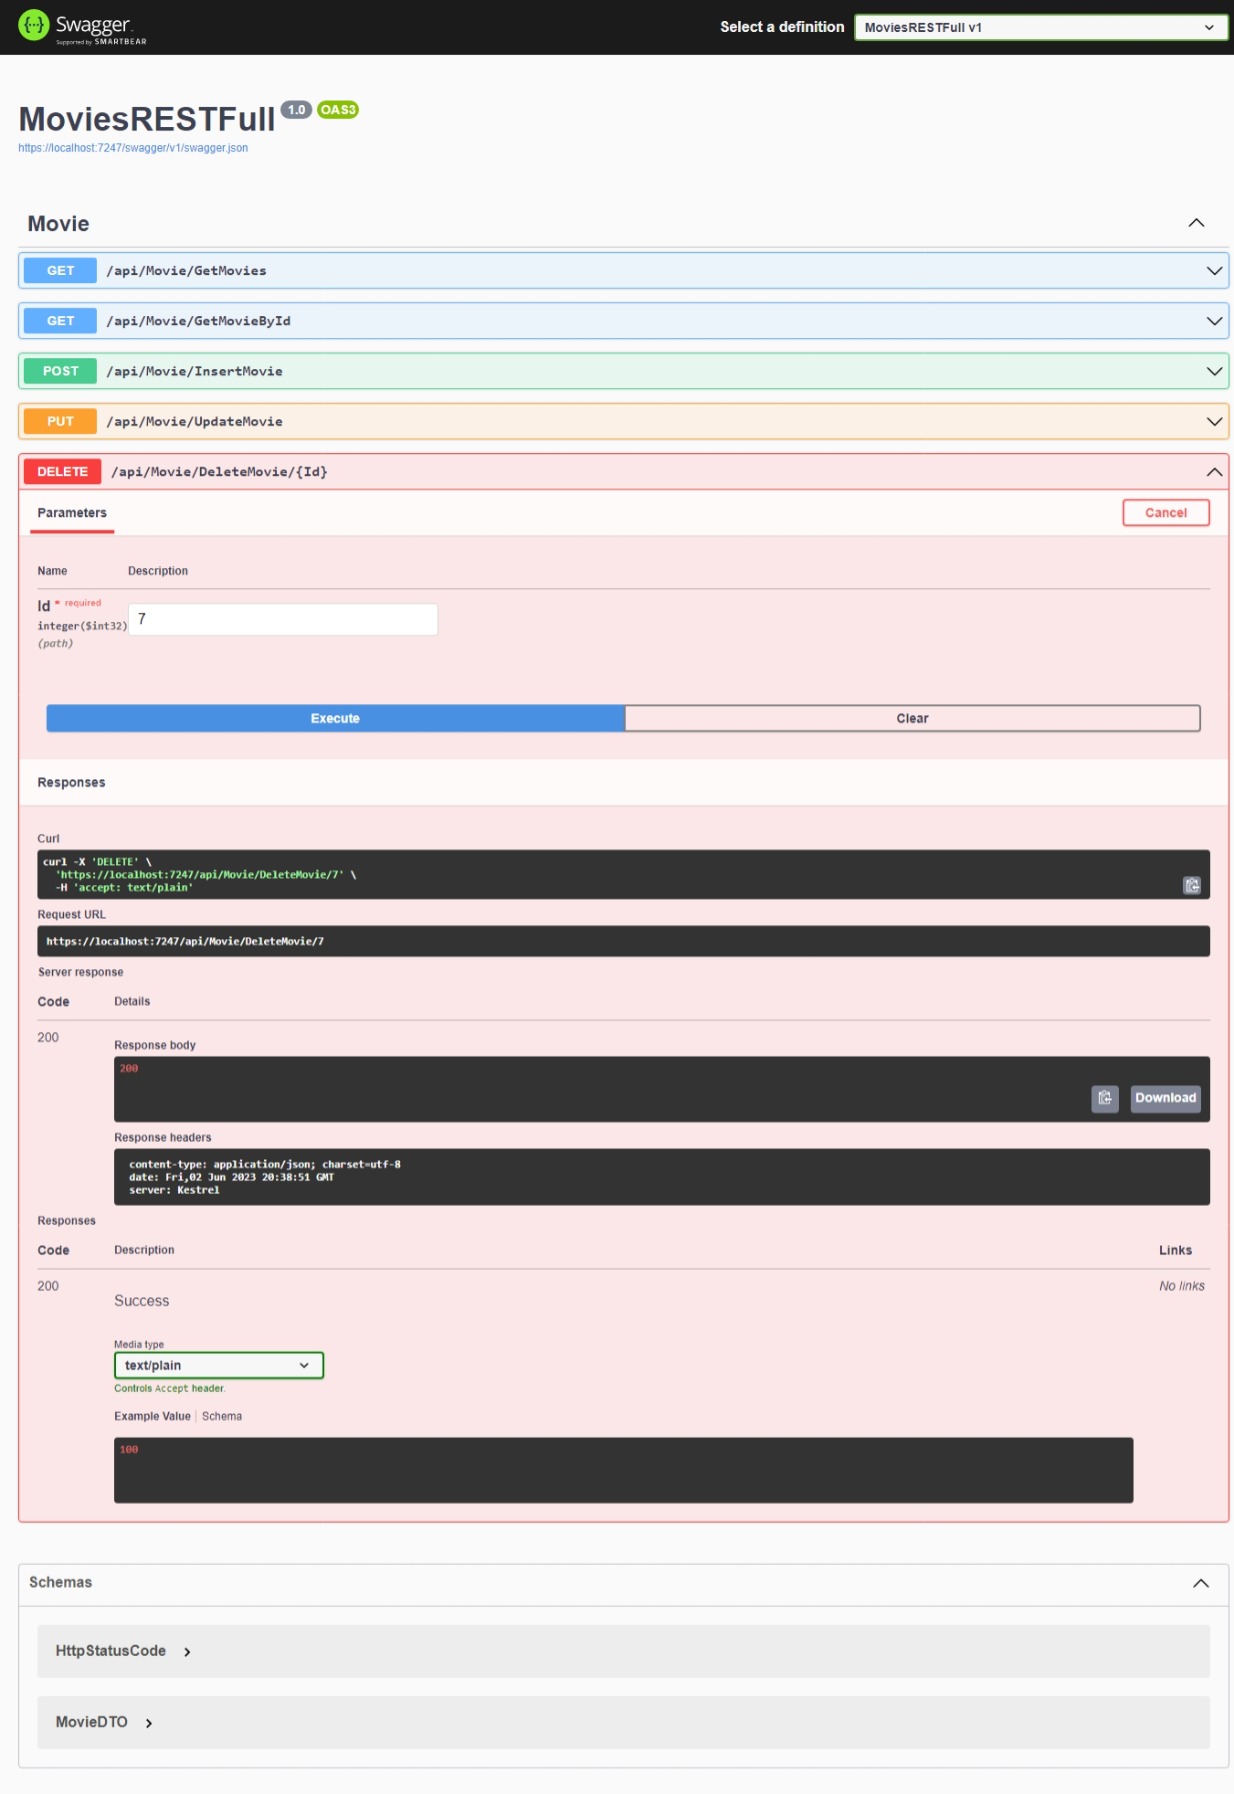 Swagger
Supported by SMARTBEAR
Select a definition
MoviesRESTFull v1
MoviesRESTFull 1.0 OAS3
https://localhost:7247/swagger/v1/swagger.json
Movie
GET /api/Movie/GetMovies
GET /api/Movie/GetMovieById
POST /api/Movie/InsertMovie
PUT /api/Movie/UpdateMovie
DELETE /api/Movie/DeleteMovie/{Id}
Parameters
Cancel
Name Description
Id * required
integer($int32)
(path)
7
Execute Clear
Responses
Curl
curl -X 'DELETE' \
'https://localhost:7247/api/Movie/DeleteMovie/7' \
-H 'accept: text/plain'
Request URL
https://localhost:7247/api/Movie/DeleteMovie/7
Server response
Code Details
200
Response body
200
Download
Response headers
content-type: application/json; charset=utf-8
date: Fri,02 Jun 2023 20:38:51 GMT
server: Kestrel
Responses
Code Description Links
200
Success
No links
Media type
text/plain
Controls Accept header.
Example Value | Schema
100
Schemas
HttpStatusCode >
MovieDTO >